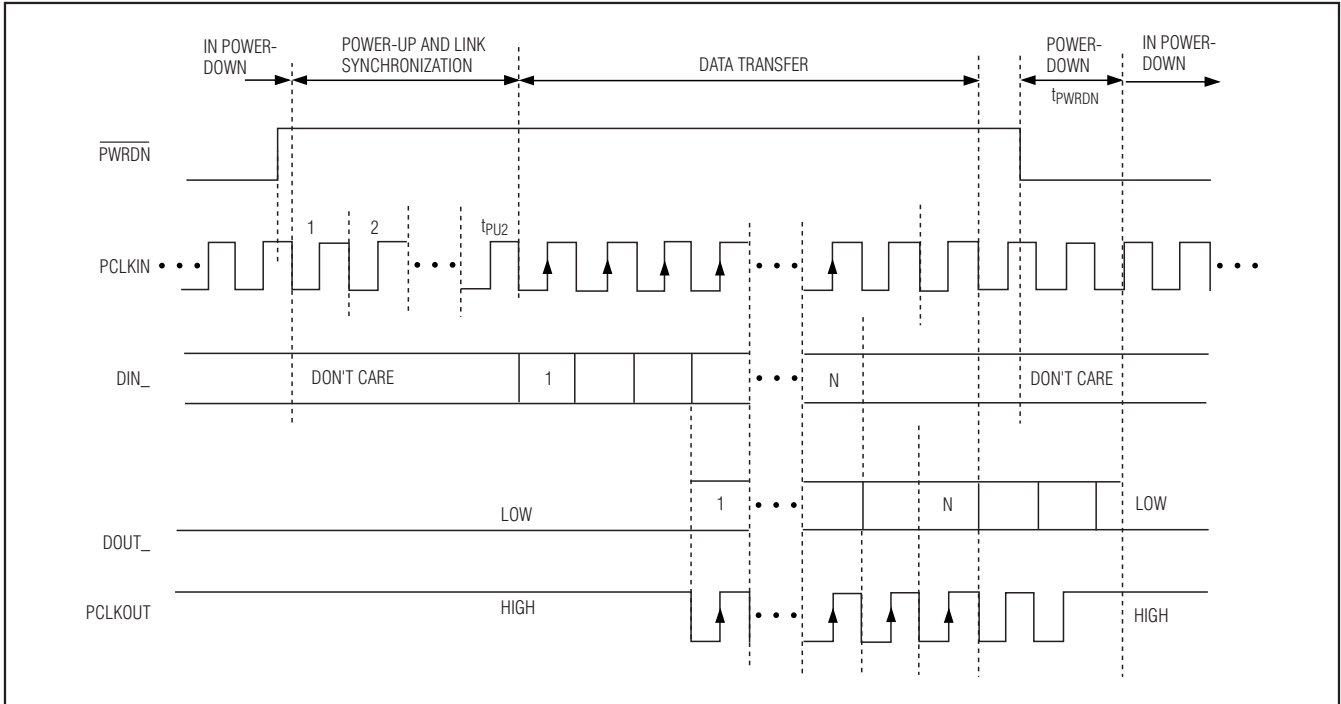 IN POWER-
DOWN
POWER-UP AND LINK
SYNCHRONIZATION
DATA TRANSFER
POWER-
DOWN
tPWRDN
IN POWER-
DOWN
PWRDN
1
2
tPU2
PCLKIN
DIN_
DON'T CARE
1
N
DON'T CARE
1
N
LOW
LOW
DOUT_
PCLKOUT
HIGH
HIGH